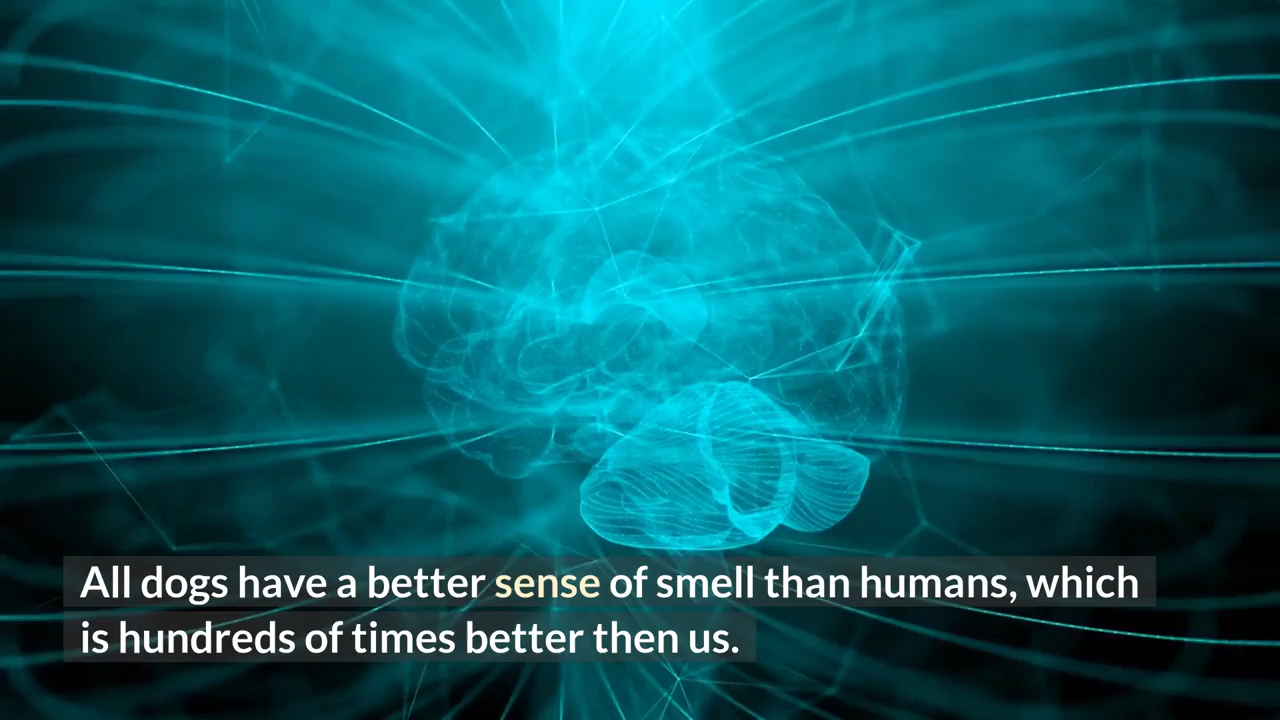 All dogs have a better sense of smell than humans, which
is hundreds of times better then us.